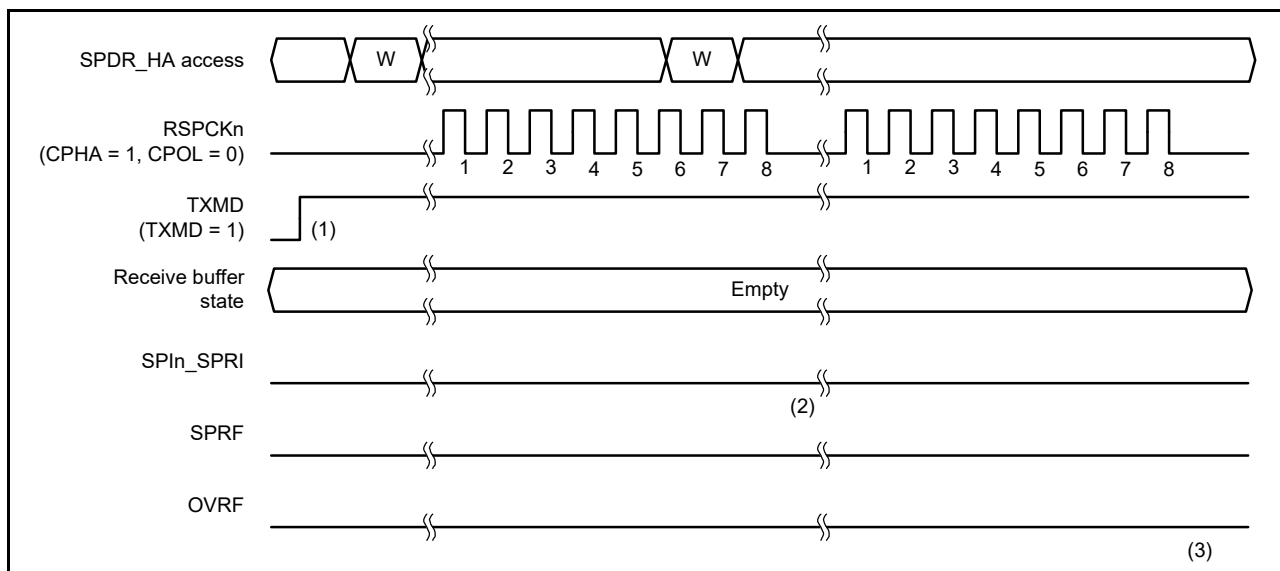 SPDR_HA access
W
W
RSPCKn
(CPHA = 1, CPOL = 0)
1 2 3 4 5 6 7 8
1 2 3 4 5 6 7 8
TXMD
(TXMD = 1)
(1)
Receive buffer
state
Empty
SPIn_SPRI
(2)
SPRF
OVRF
(3)